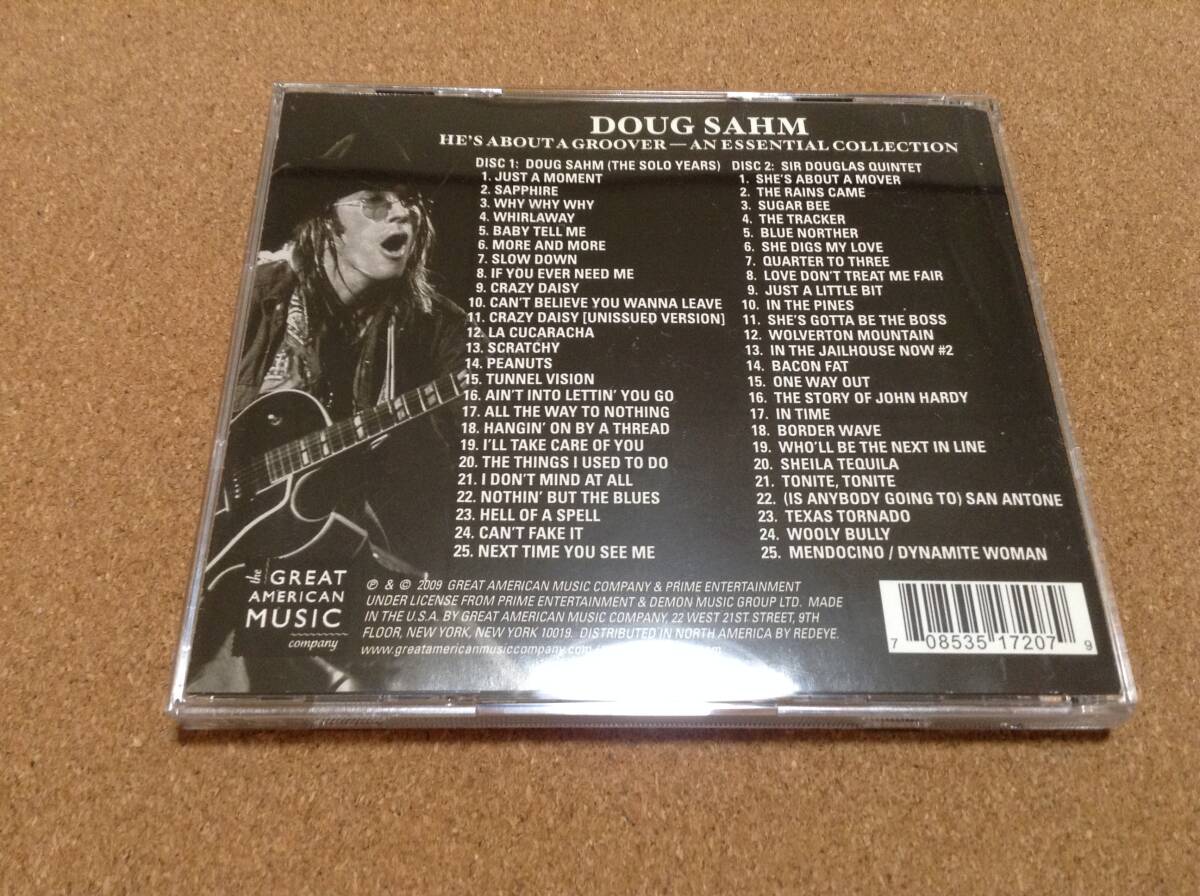 DOUG SAHM
HE'S ABOUT A GROOVER — AN ESSENTIAL COLLECTION
DISC 1: DOUG SAHM (THE SOLO YEARS)
1. JUST A MOMENT
2. SAPPHIRE
3. WHY WHY WHY
4. WHIRLAWAY
5. BABY TELL ME
6. MORE AND MORE
7. SLOW DOWN
8. IF YOU EVER NEED ME
9. CRAZY DAISY
10. CAN'T BELIEVE YOU WANNA LEAVE
11. CRAZY DAISY [UNISSUED VERSION]
12. LA CUCARACHA
13. SCRATCHY
14. PEANUTS
15. TUNNEL VISION
16. AIN'T INTO LETTIN' YOU GO
17. ALL THE WAY TO NOTHING
18. HANGIN' ON BY A THREAD
19. I'LL TAKE CARE OF YOU
20. THE THINGS I USED TO DO
21. I DON'T MIND AT ALL
22. NOTHIN' BUT THE BLUES
23. HELL OF A SPELL
24. CAN'T FAKE IT
25. NEXT TIME YOU SEE ME
DISC 2: SIR DOUGLAS QUINTET
1. SHE'S ABOUT A MOVER
2. THE RAINS CAME
3. SUGAR BEE
4. THE TRACKER
5. BLUE NORTHER
6. SHE DIGS MY LOVE
7. QUARTER TO THREE
8. LOVE DON'T TREAT ME FAIR
9. JUST A LITTLE BIT
10. IN THE PINES
11. SHE'S GOTTA BE THE BOSS
12. WOLVERTON MOUNTAIN
13. IN THE JAILHOUSE NOW #2
14. BACON FAT
15. ONE WAY OUT
16. THE STORY OF JOHN HARDY
17. IN TIME
18. BORDER WAVE
19. WHO'LL BE THE NEXT IN LINE
20. SHEILA TEQUILA
21. TONITE, TONITE
22. (IS ANYBODY GOING TO) SAN ANTONE
23. TEXAS TORNADO
24. WOOLY BULLY
25. MENDOCINO / DYNAMITE WOMAN
the
GREAT
AMERICAN
MUSIC
company
℗ & © 2009 GREAT AMERICAN MUSIC COMPANY & PRIME ENTERTAINMENT
UNDER LICENSE FROM PRIME ENTERTAINMENT & DEMON MUSIC GROUP LTD. MADE
IN THE U.S.A. BY GREAT AMERICAN MUSIC COMPANY, 22 WEST 21ST STREET, 9TH
FLOOR, NEW YORK, NEW YORK 10019. DISTRIBUTED IN NORTH AMERICA BY REDEYE.
www.greatamericanmusiccompany.com
7 08535 17207 9